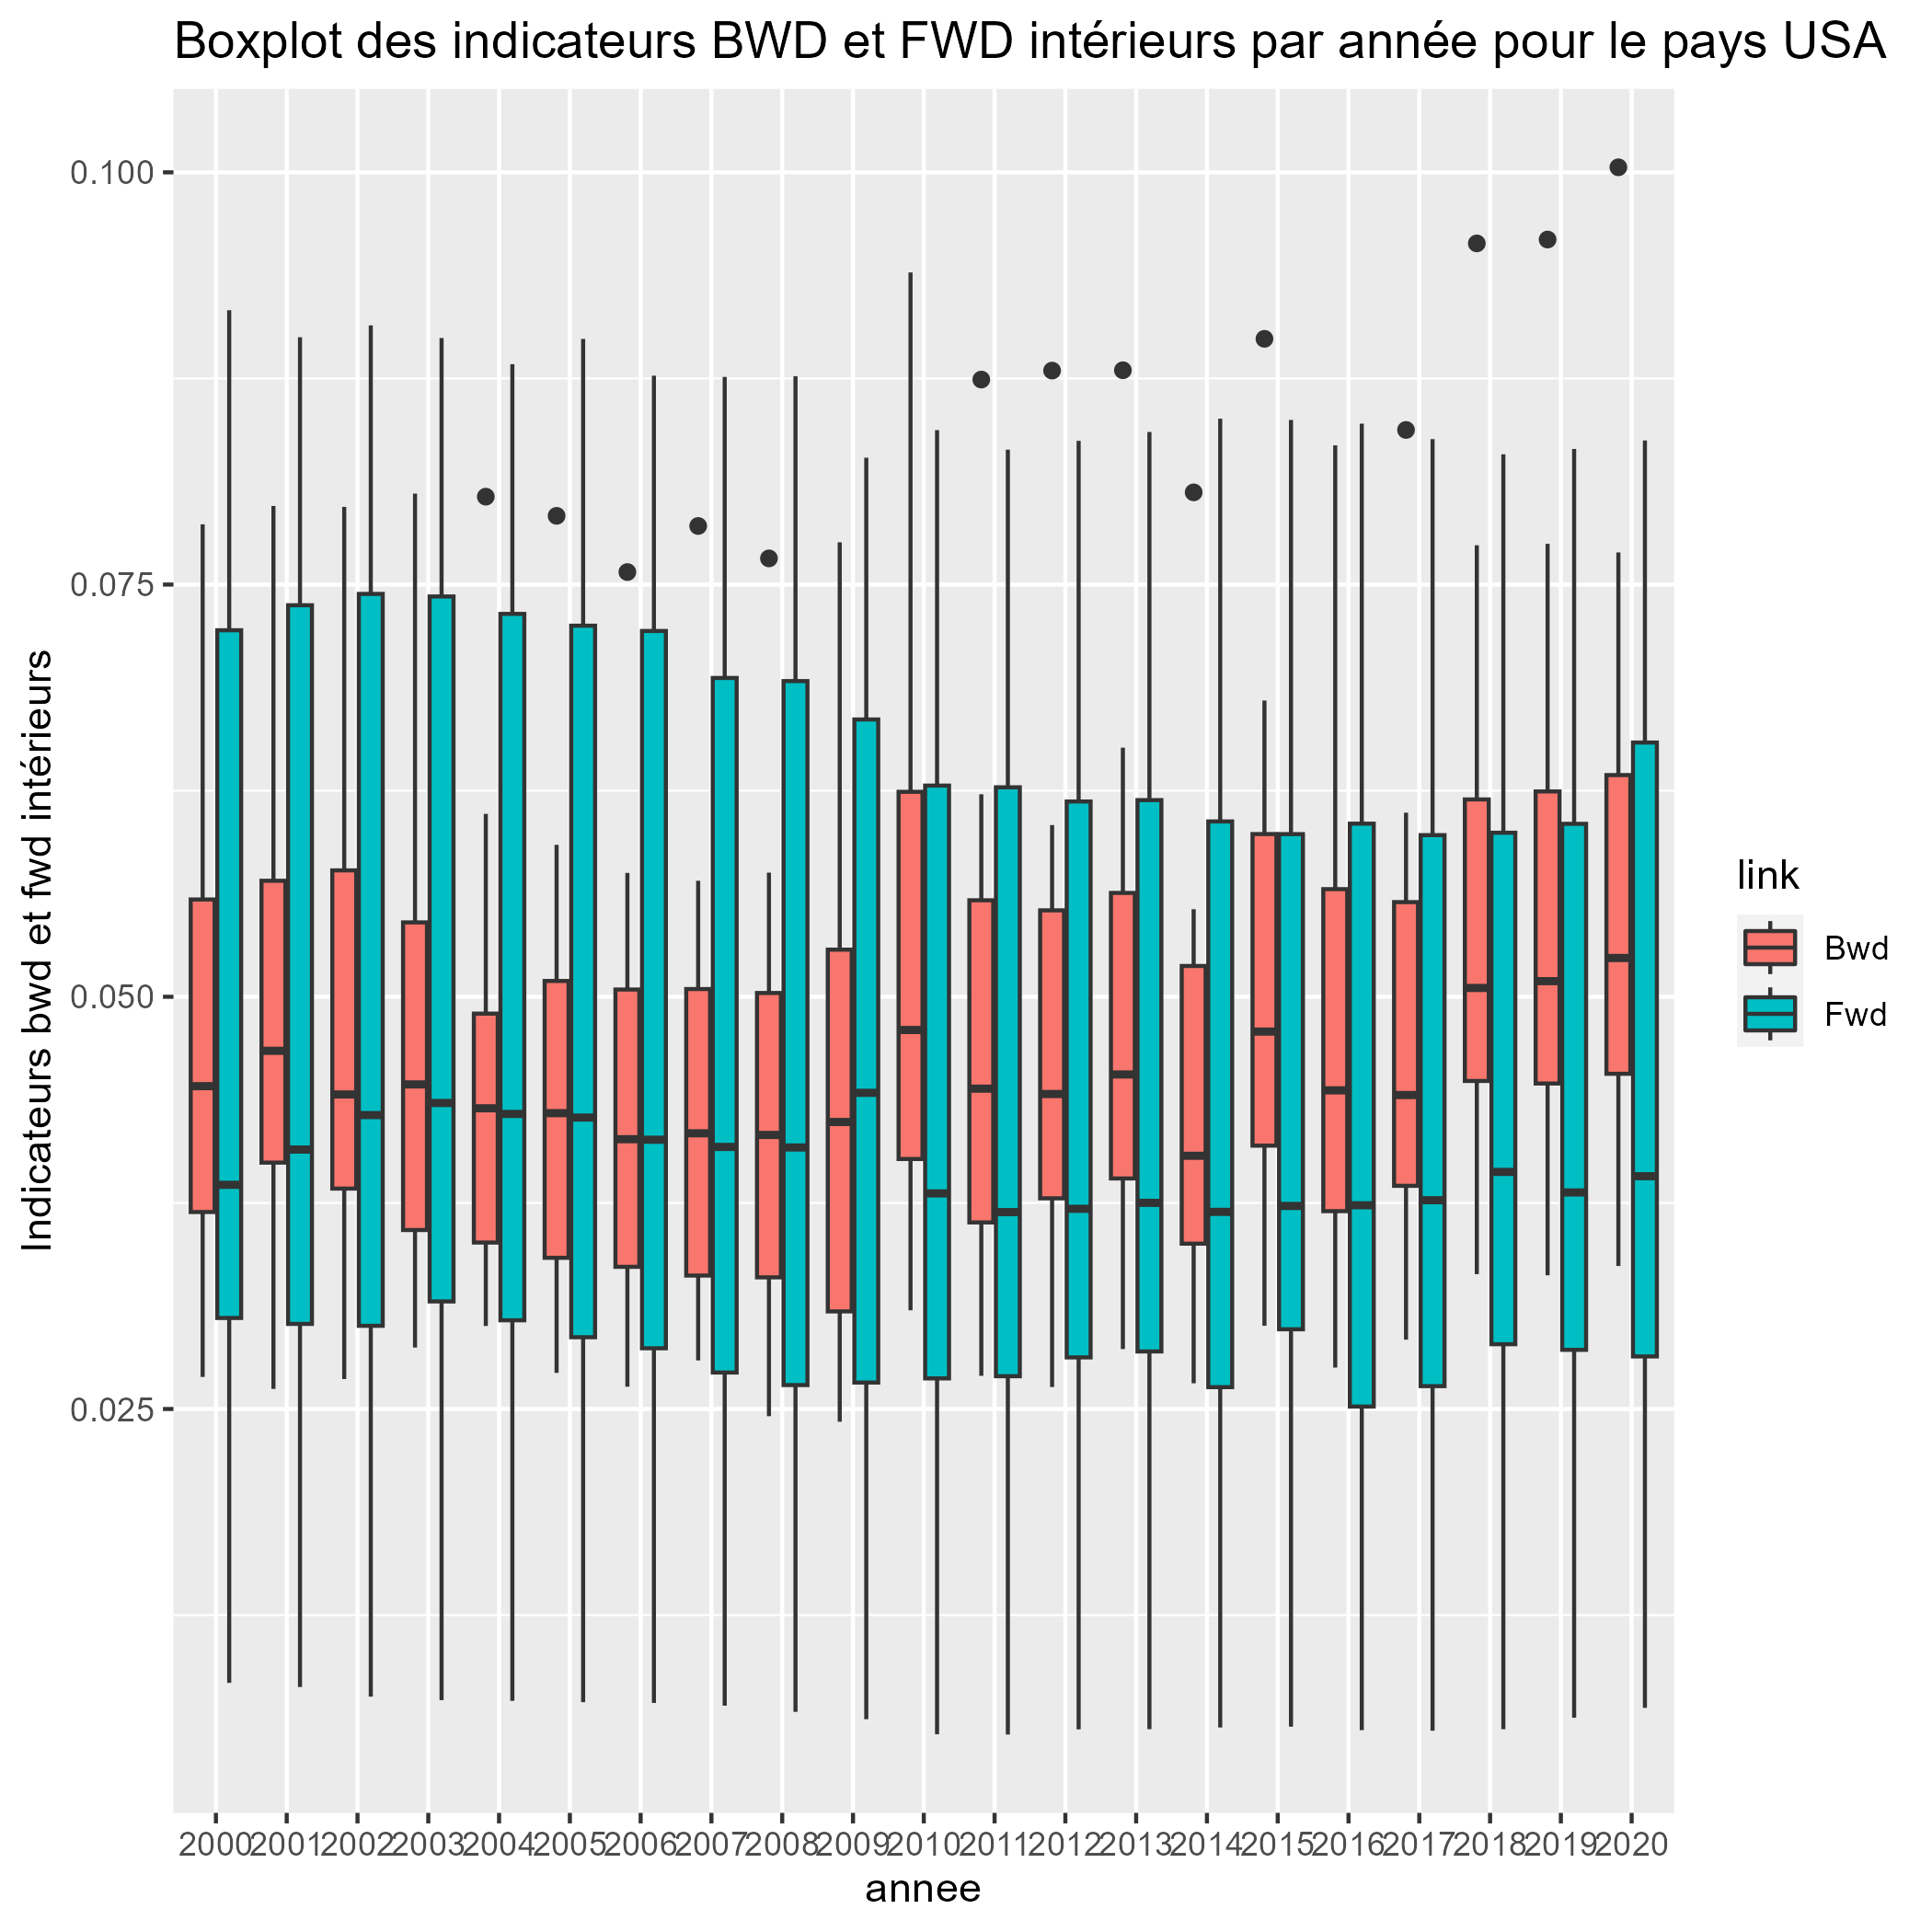 Boxplot des indicateurs BWD et FWD intérieurs par année pour le pays USA
0.100
0.075
0.050
0.025
Indicateurs bwd et fwd intérieurs
2000 2001 2002 2003 2004 2005 2006 2007 2008 2009 2010 2011 2012 2013 2014 2015 2016 2017 2018 2019 2020
annee
link
Bwd
Fwd